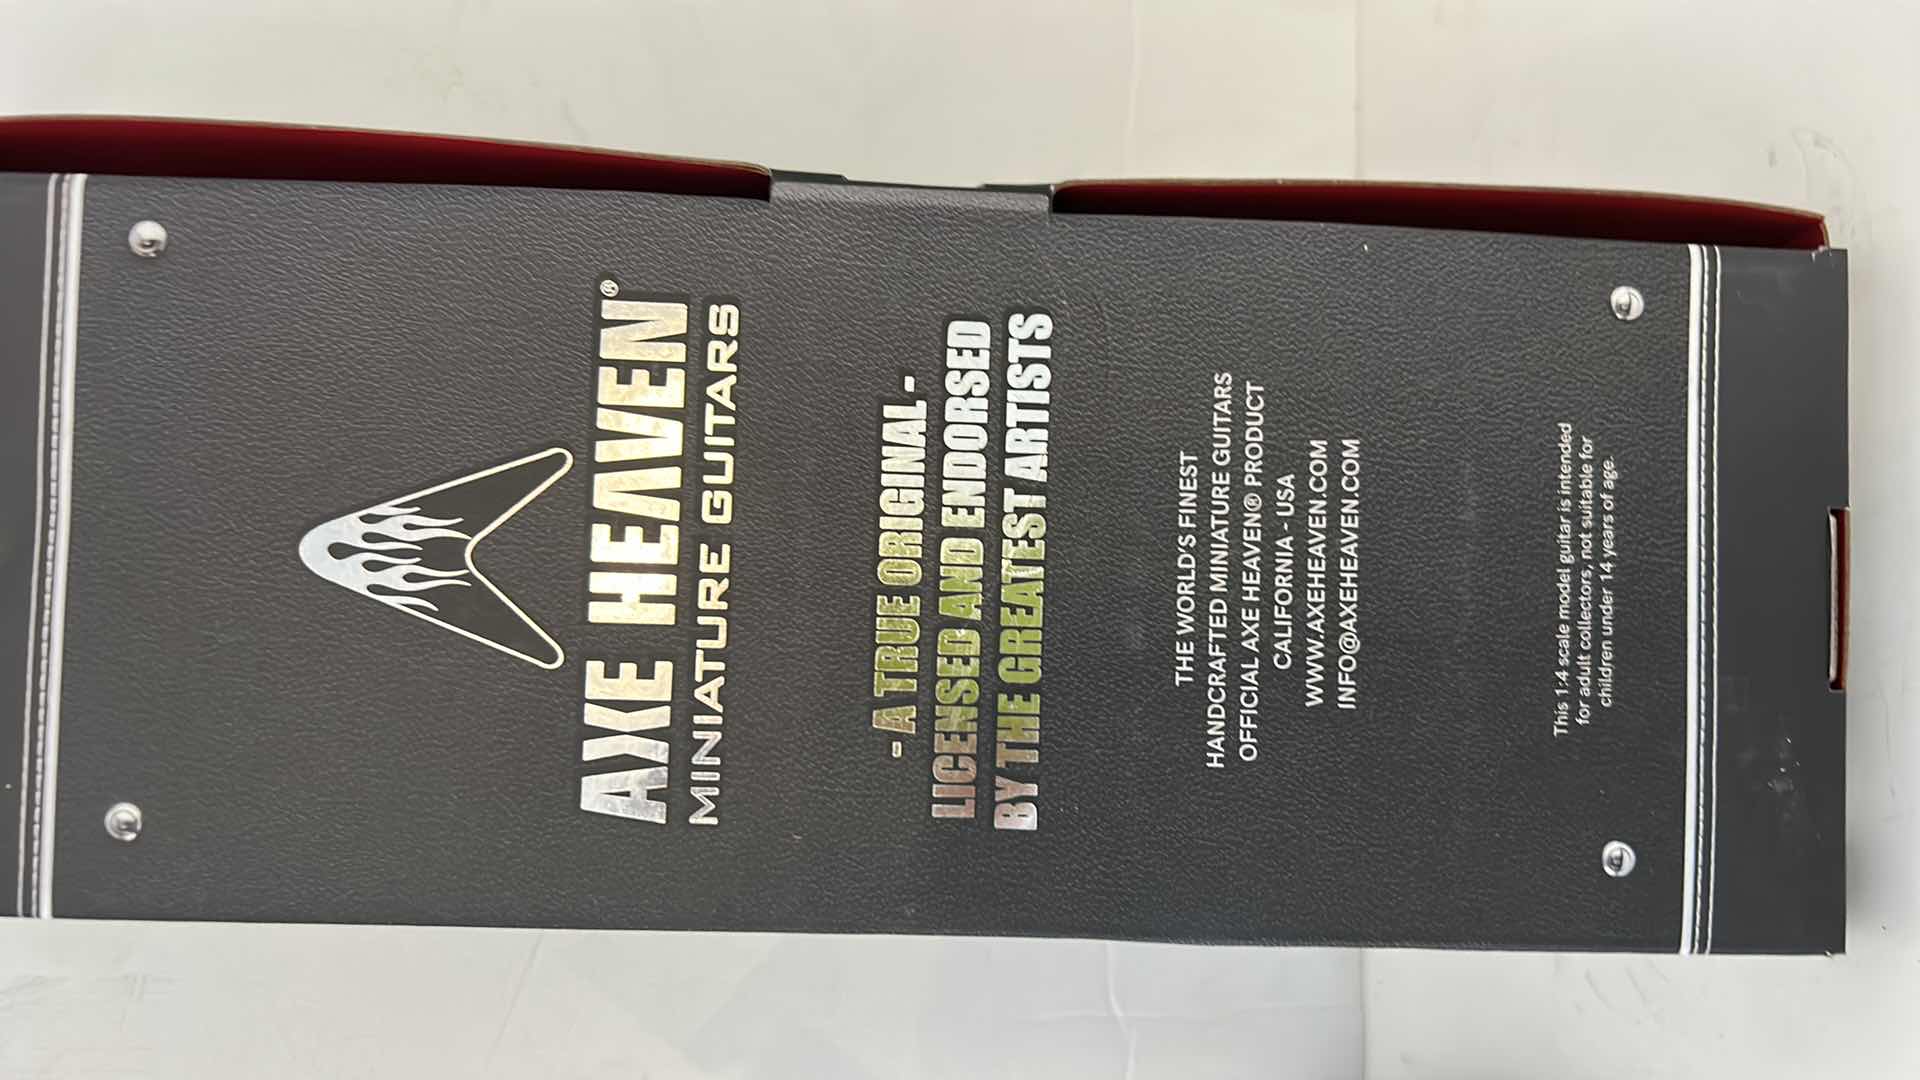 AXE HEAVEN®
MINIATURE GUITARS
- A TRUE ORIGINAL -
LICENSED AND ENDORSED
BY THE GREATEST ARTISTS
THE WORLD'S FINEST
HANDCRAFTED MINIATURE GUITARS
OFFICIAL AXE HEAVEN® PRODUCT
CALIFORNIA - USA
WWW.AXEHEAVEN.COM
INFO@AXEHEAVEN.COM
This 1:4 scale model guitar is intended
for adult collectors, not suitable for
children under 14 years of age.